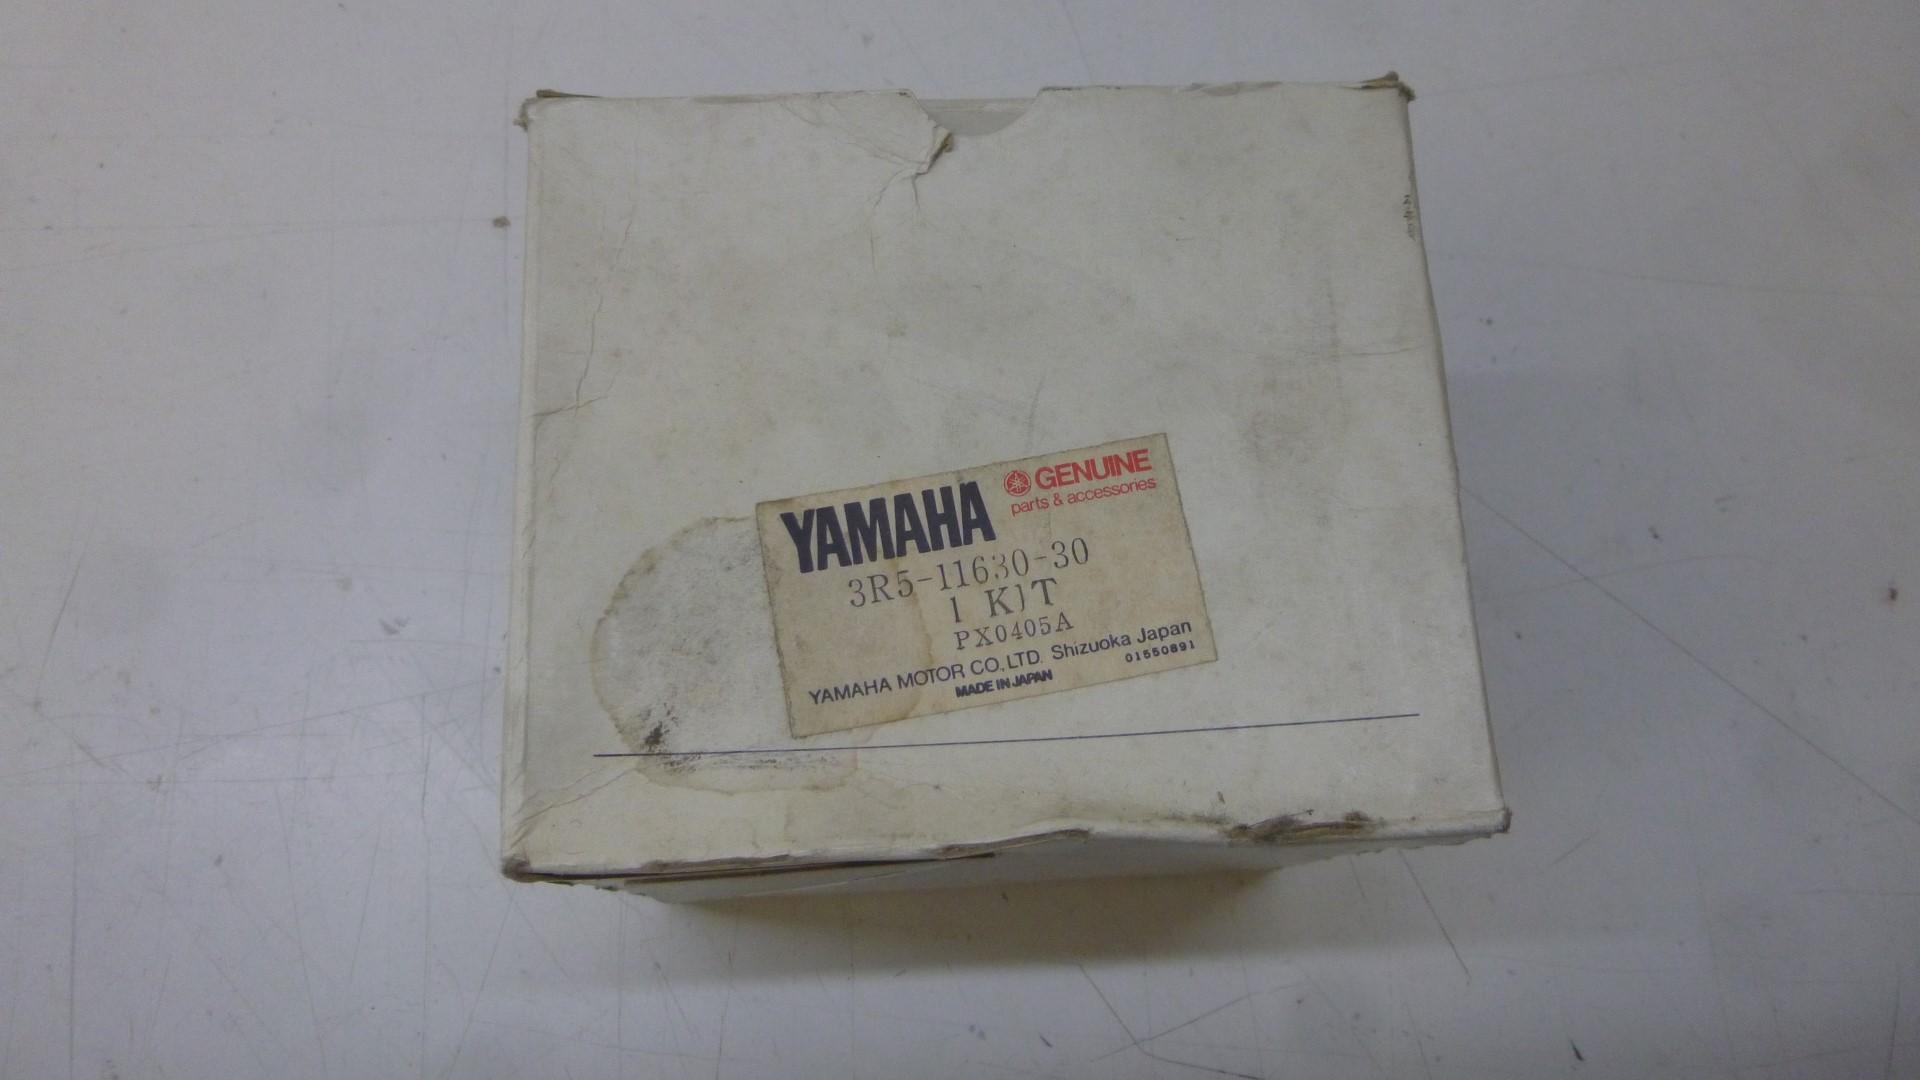 YAMAHA GENUINE
parts & accessories
3R5-11630-30
1 KIT
PX0405A
YAMAHA MOTOR CO.,LTD. Shizuoka Japan
MADE IN JAPAN 01550891